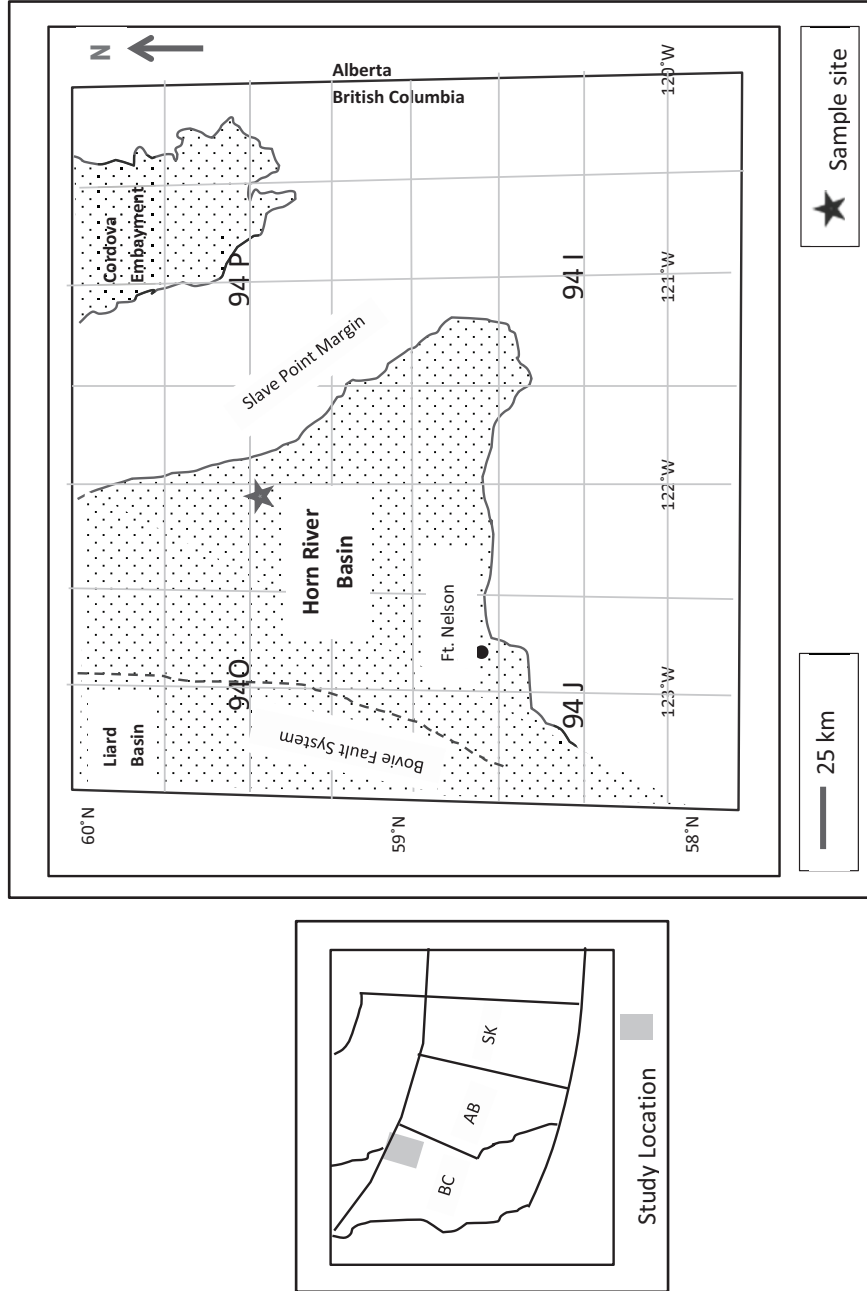 N
Alberta
British Columbia
Cordova
Embayment
94 P
94 I
Slave Point Margin
Horn River
Basin
Ft. Nelson
94O
94 J
Liard
Basin
Bovie Fault System
60˚N
59˚N
58˚N
123˚W
122˚W
121˚W
120˚W
25 km
Sample site
BC
AB
SK
Study Location